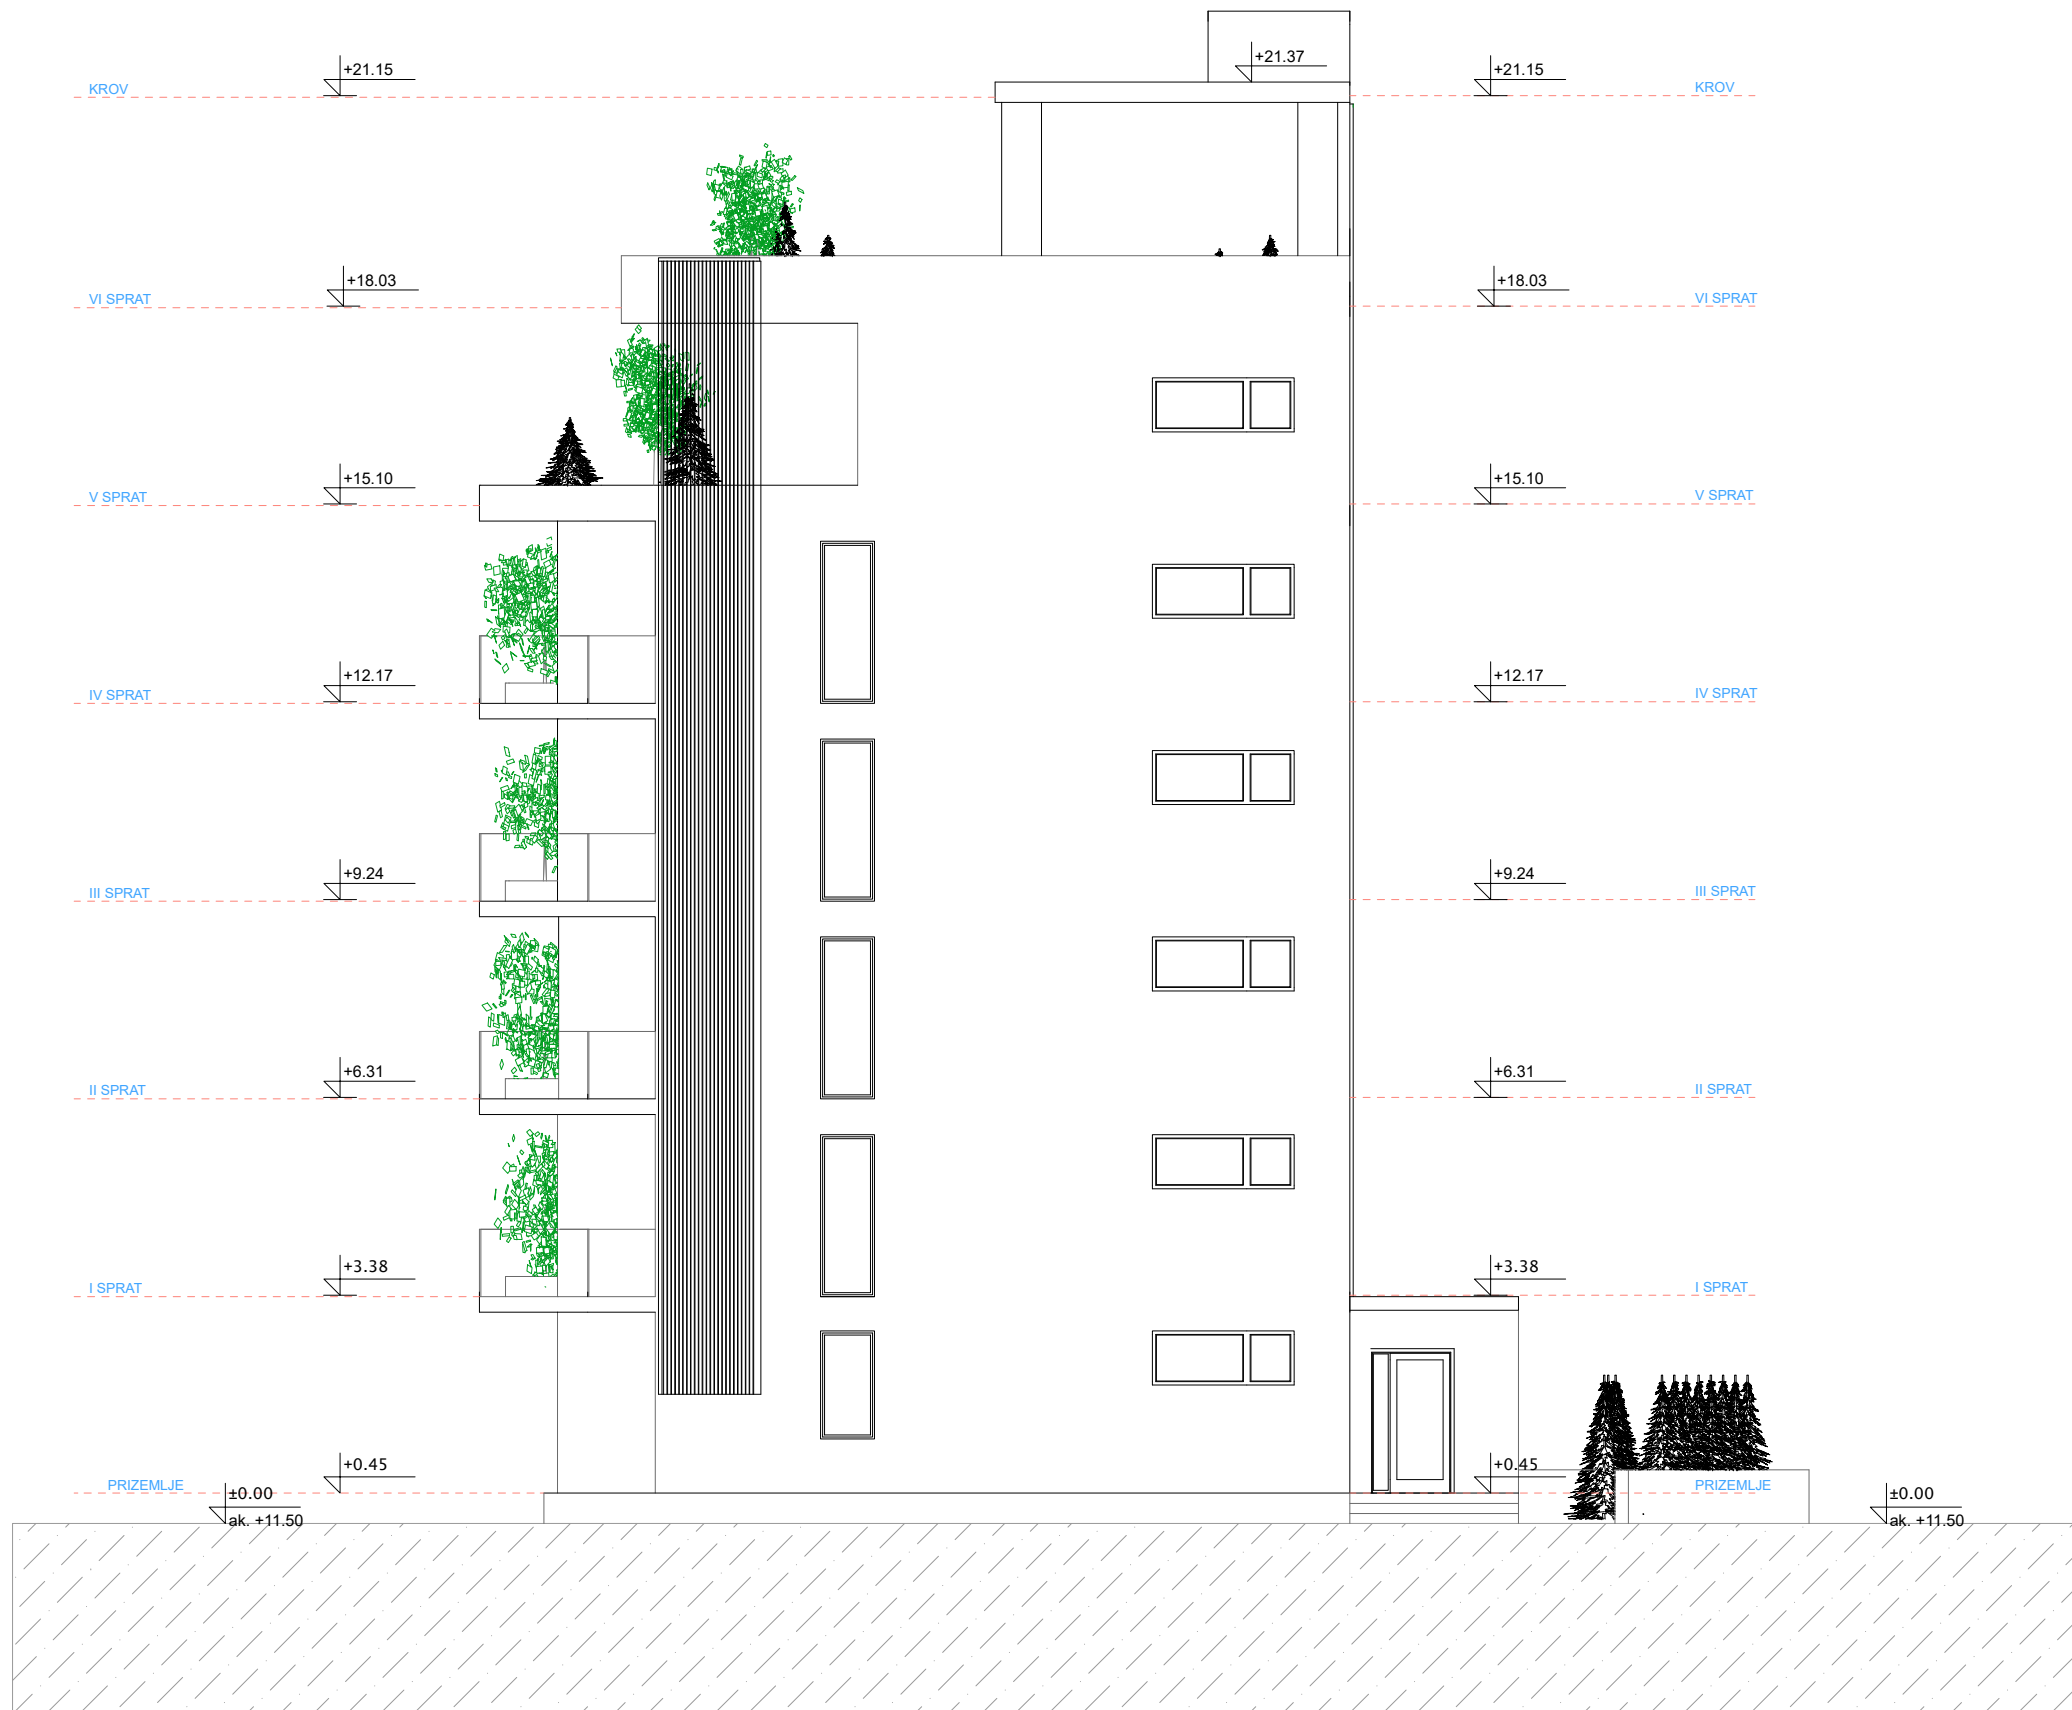 +21.37
KROV +21.15 +21.15 KROV
VI SPRAT +18.03 +18.03 VI SPRAT
V SPRAT +15.10 +15.10 V SPRAT
IV SPRAT +12.17 +12.17 IV SPRAT
III SPRAT +9.24 +9.24 III SPRAT
II SPRAT +6.31 +6.31 II SPRAT
I SPRAT +3.38 +3.38 I SPRAT
PRIZEMLJE +0.45 +0.45 PRIZEMLJE
±0.00 ±0.00
ak. +11.50 ak. +11.50